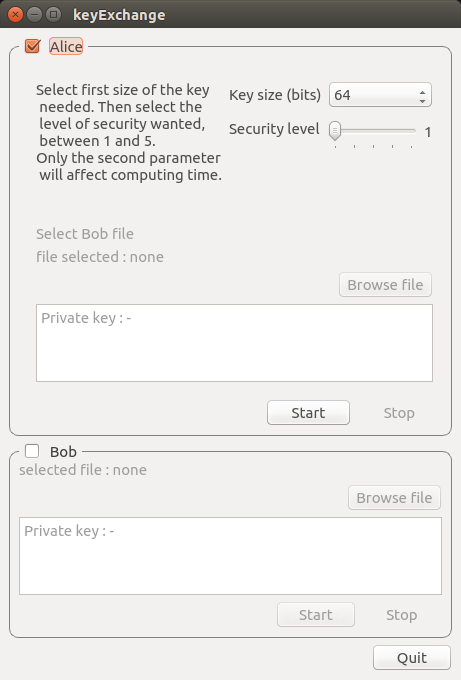 keyExchange
Alice
Select first size of the key
needed. Then select the
level of security wanted,
between 1 and 5.
Only the second parameter
will affect computing time.
Key size (bits) 64
Security level 1
Select Bob file
file selected : none
Browse file
Private key : -
Start Stop
Bob
selected file : none
Browse file
Private key : -
Start Stop
Quit